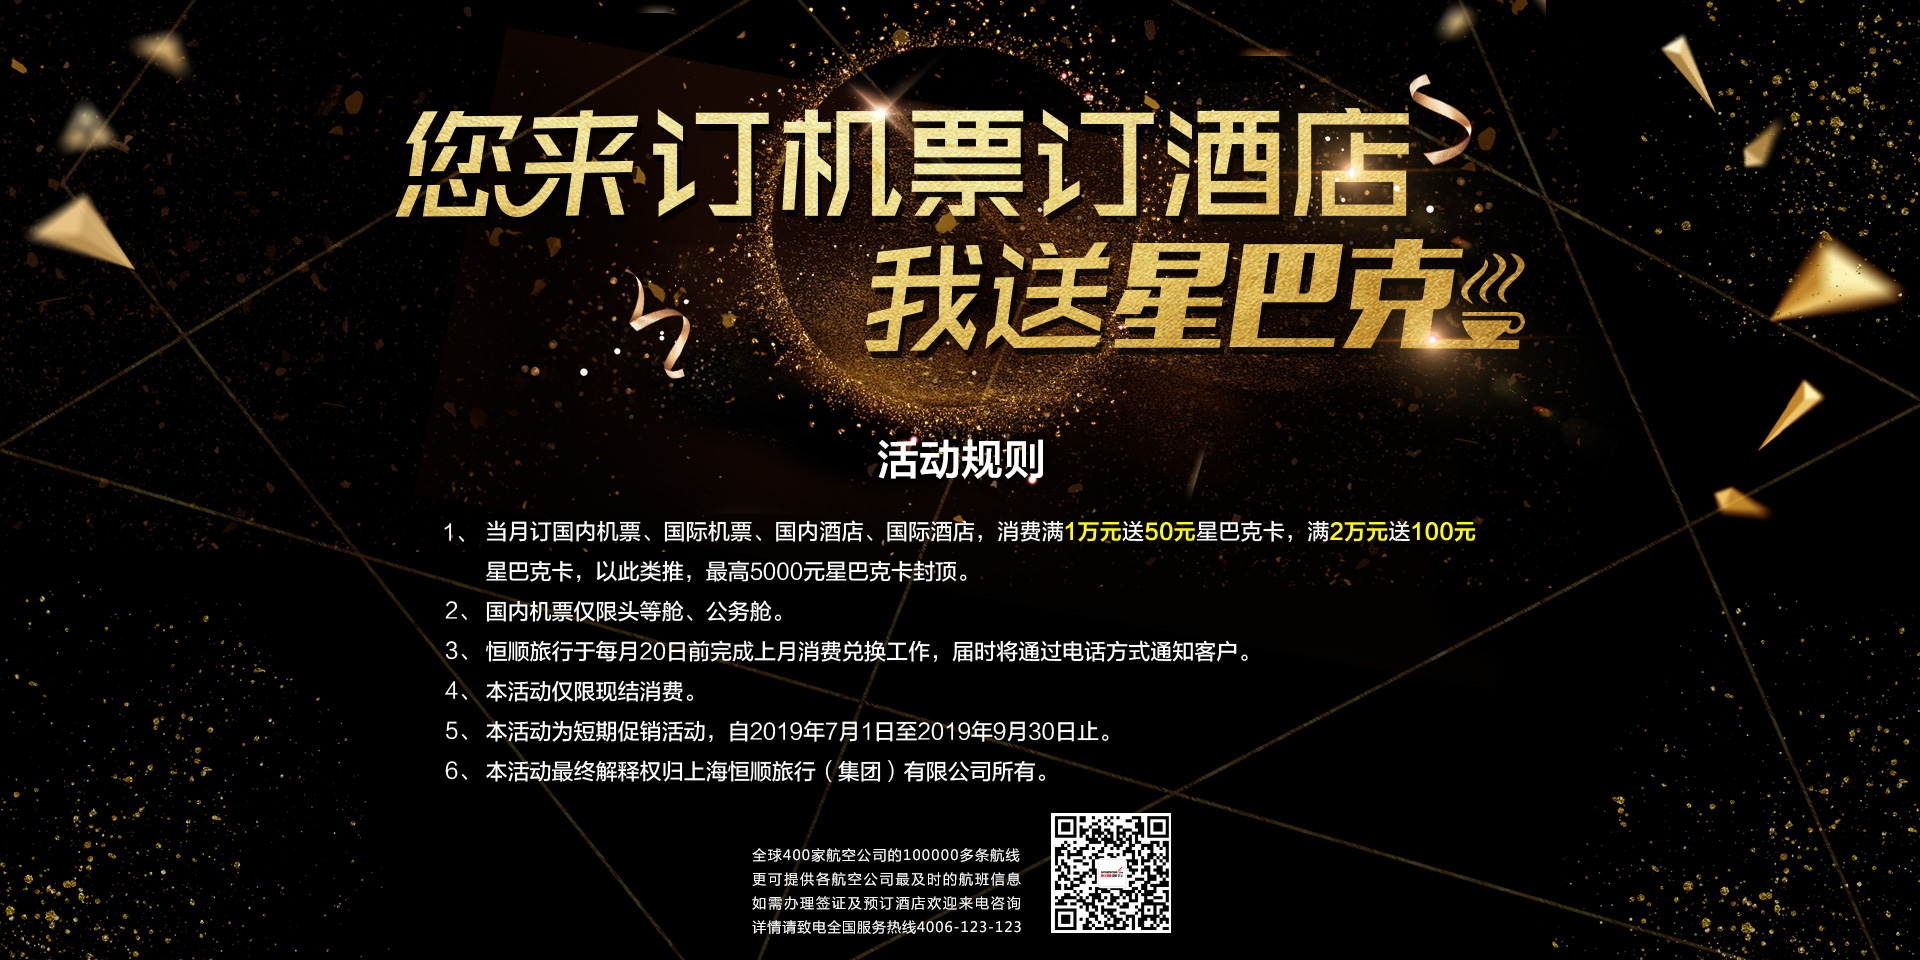 您来订机票订酒店
我送星巴克
活动规则
1、当月订国内机票、国际机票、国内酒店、国际酒店，消费满1万元送50元星巴克卡，满2万元送100元
星巴克卡，以此类推，最高5000元星巴克卡封顶。
2、国内机票仅限头等舱、公务舱。
3、恒顺旅行于每月20日前完成上月消费兑换工作，届时将通过电话方式通知客户。
4、本活动仅限现结消费。
5、本活动为短期促销活动，自2019年7月1日至2019年9月30日止。
6、本活动最终解释权归上海恒顺旅行（集团）有限公司所有。
全球400家航空公司的100000多条航线
更可提供各航空公司最及时的航班信息
如需办理签证及预订酒店欢迎来电咨询
详情请致电全国服务热线4006-123-123